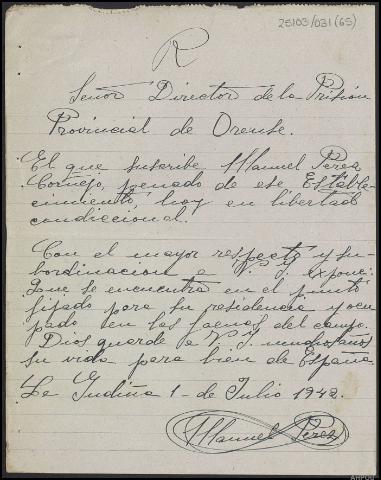 25103/031(65)
R
Señor Director de la Prisión
Provincial de Orense.
El que suscribe Manuel Perez
Cornejo, penado de ese Estable-
cimiento, hoy en libertad
condiccional.
Con el mayor respecto y su-
bordinacion a V. S. expone:
Que se encuentra en el punto
fijado para su residencia y ocu-
pado en las faenas del campo.
Dios guarde a V. S. muchos años
su vida para bien de España.
La Gudiña 1- de Julio 1942.
Manuel Perez
AHPOU